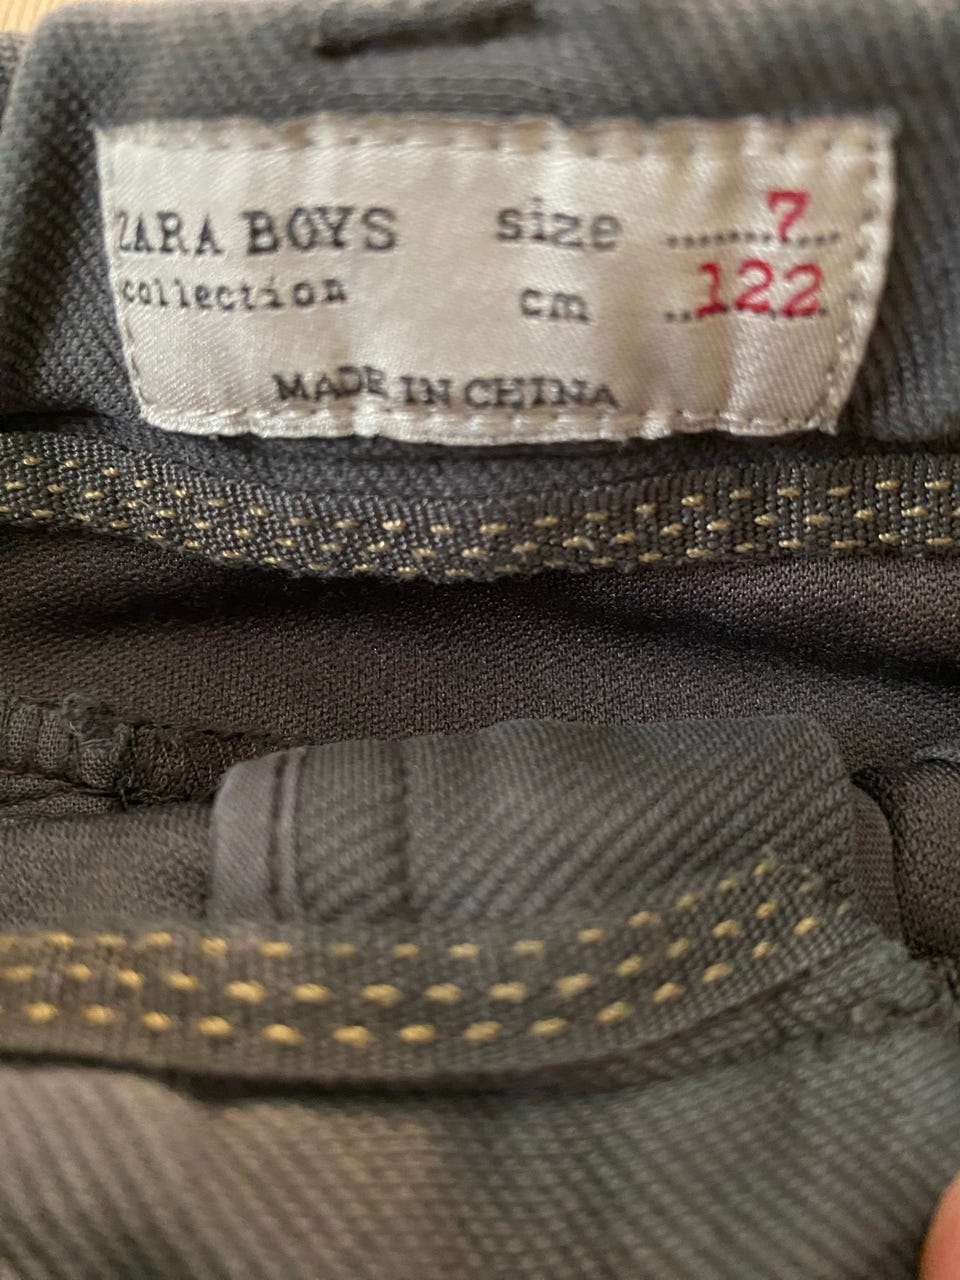 ZARA BOYS size ........7....
collection cm ..122.
MADE IN CHINA